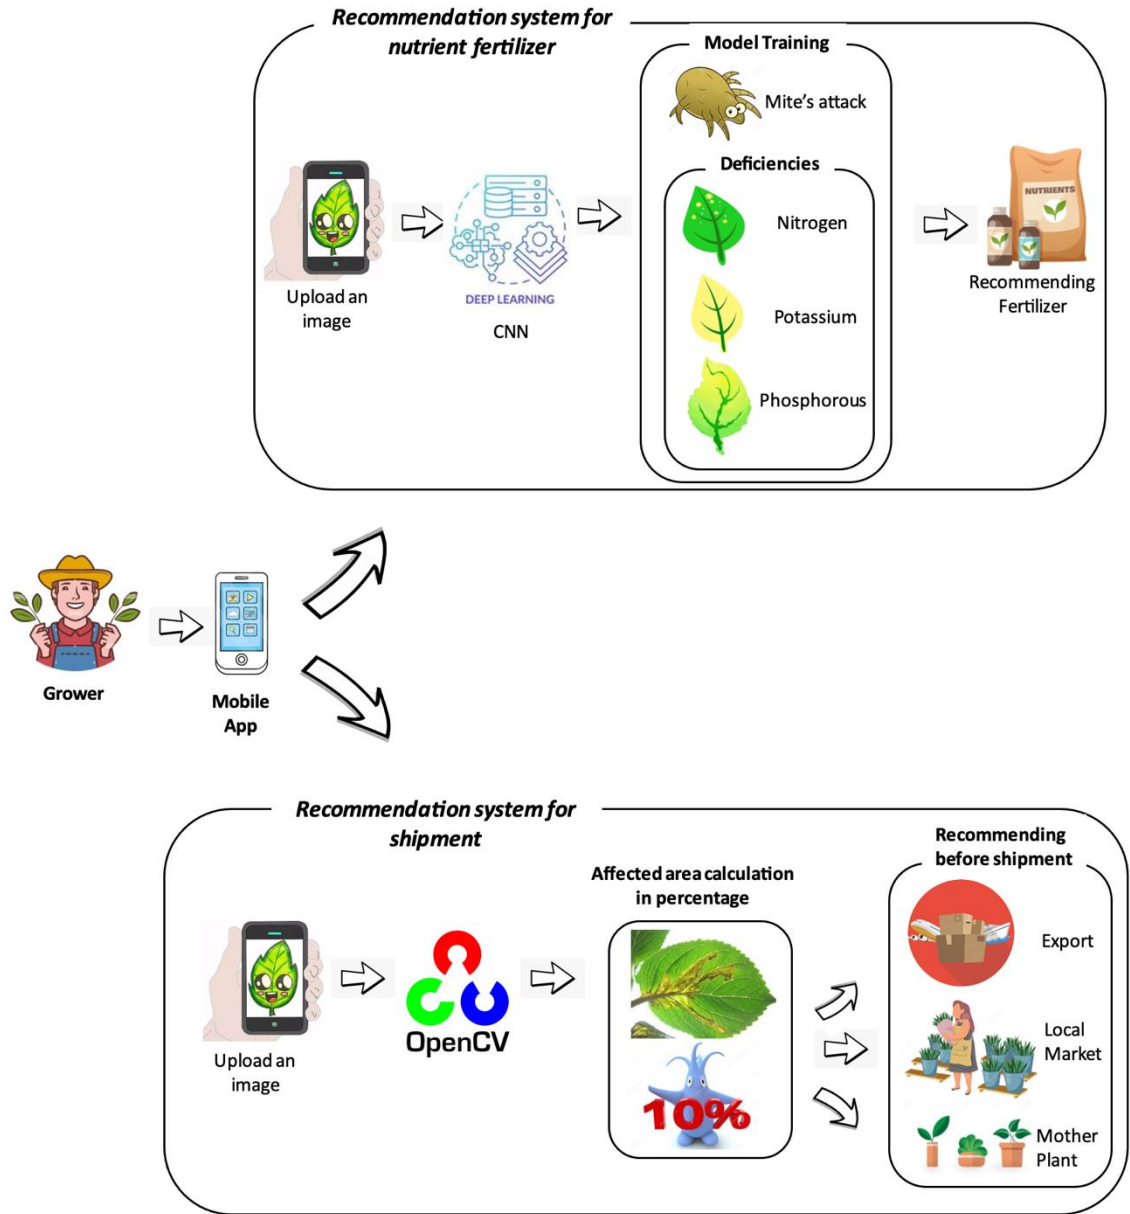 Recommendation system for
nutrient fertilizer
Model Training
Mite's attack
Deficiencies
Nitrogen
Potassium
Phosphorous
Upload an
image
DEEP LEARNING
CNN
NUTRIENTS
Recommending
Fertilizer
Grower
Mobile
App
Recommendation system for
shipment
Upload an
image
OpenCV
Affected area calculation
in percentage
10%
Recommending
before shipment
Export
Local
Market
Mother
Plant